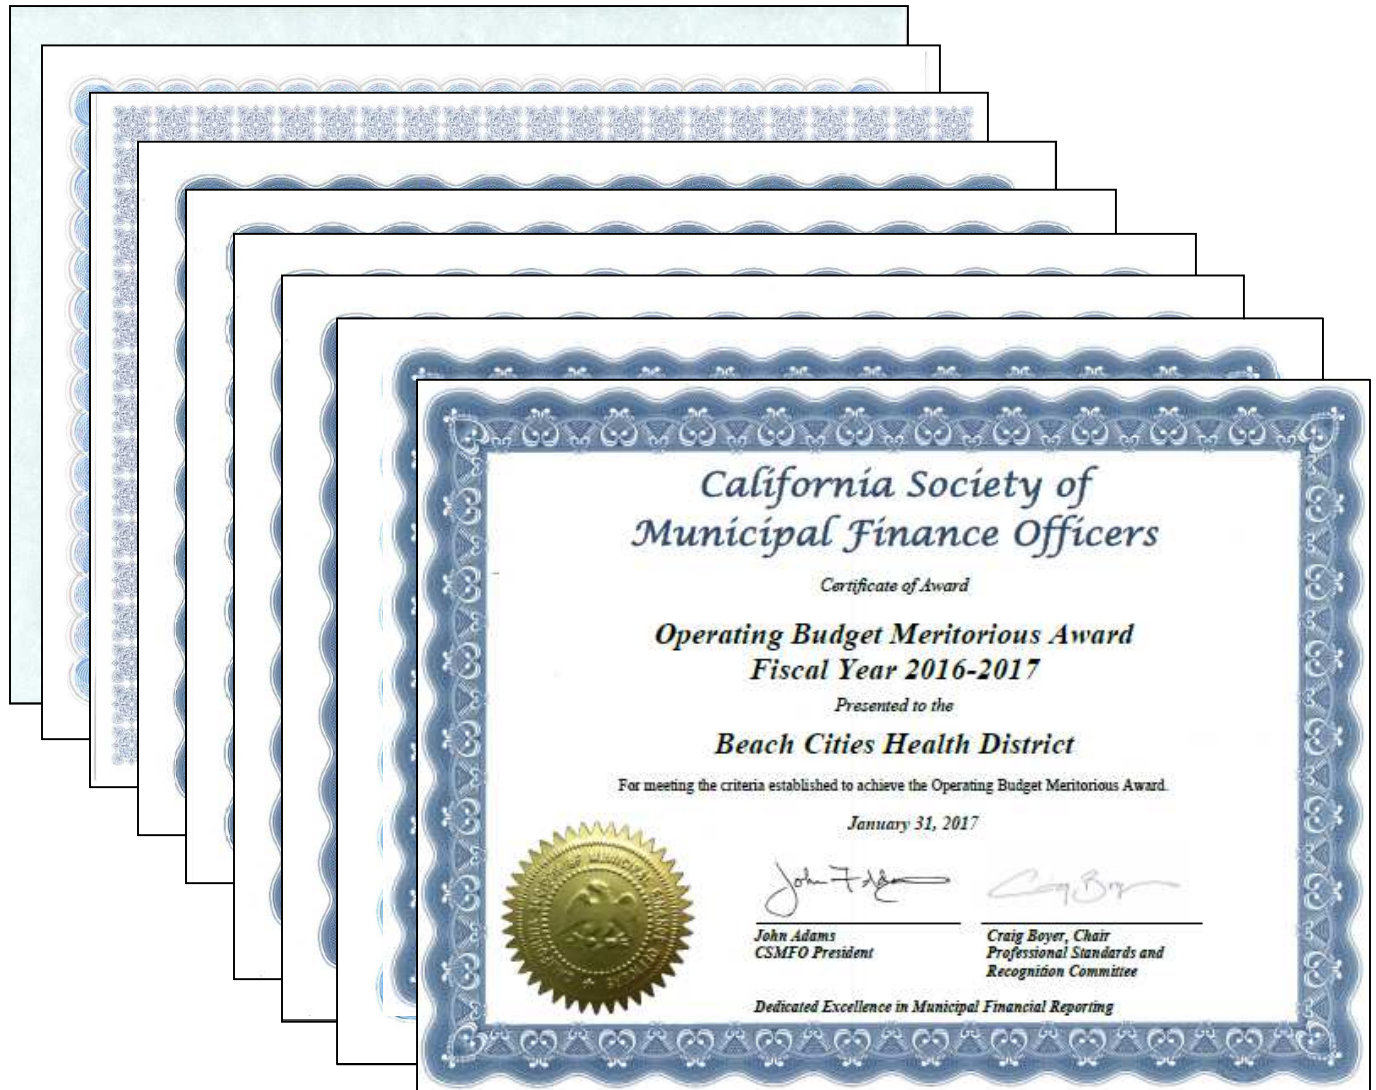 California Society of
Municipal Finance Officers
Certificate of Award
Operating Budget Meritorious Award
Fiscal Year 2016-2017
Presented to the
Beach Cities Health District
For meeting the criteria established to achieve the Operating Budget Meritorious Award.
January 31, 2017
John Adams
CSMFO President
Craig Boyer, Chair
Professional Standards and
Recognition Committee
Dedicated Excellence in Municipal Financial Reporting